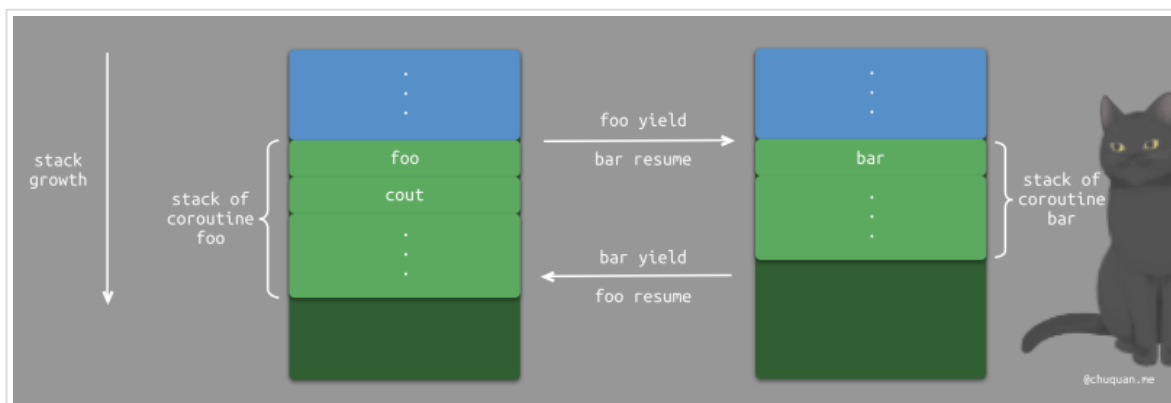 stack
growth
stack of
coroutine
foo
.
.
.
foo
cout
.
.
.
foo yield
bar resume
bar yield
foo resume
.
.
.
bar
.
.
.
stack of
coroutine
bar
@chuquan.me